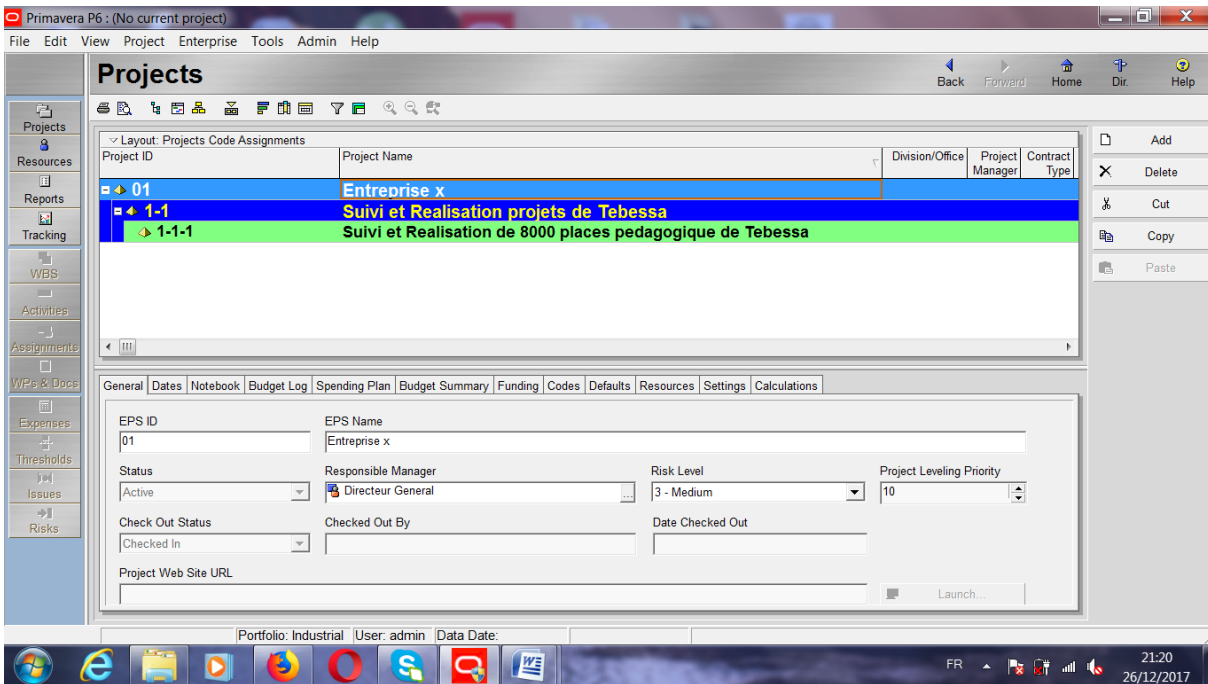 Primavera P6 : (No current project)
File Edit View Project Enterprise Tools Admin Help
Projects
Back Forward Home Dir. Help
Projects
Resources
Reports
Tracking
WBS
Activities
Assignments
WPs & Docs
Expenses
Thresholds
Issues
Risks
Layout: Projects Code Assignments
Project ID Project Name Division/Office Project Manager Contract Type
01 Entreprise x
1-1 Suivi et Realisation projets de Tebessa
1-1-1 Suivi et Realisation de 8000 places pedagogique de Tebessa
Add
Delete
Cut
Copy
Paste
General Dates Notebook Budget Log Spending Plan Budget Summary Funding Codes Defaults Resources Settings Calculations
EPS ID EPS Name
01 Entreprise x
Status Responsible Manager Risk Level Project Leveling Priority
Active Directeur General ... 3 - Medium 10
Check Out Status Checked Out By Date Checked Out
Checked In
Project Web Site URL
Launch...
Portfolio: Industrial User: admin Data Date:
FR 21:20
26/12/2017